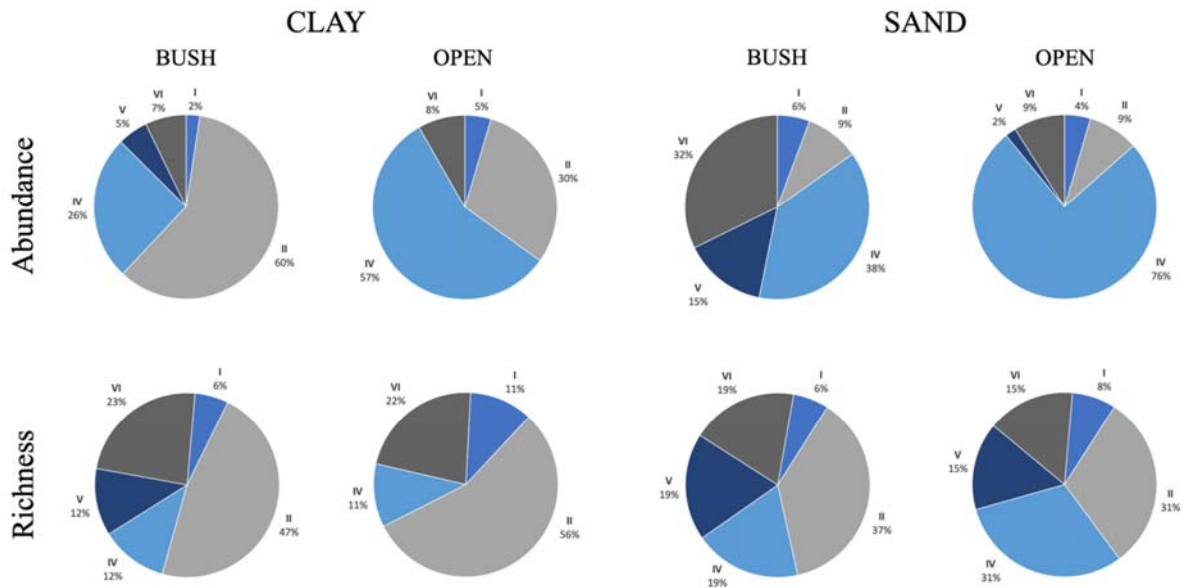 CLAY
SAND
BUSH
OPEN
BUSH
OPEN
Abundance
I
2%
II
60%
IV
26%
V
5%
VI
7%
I
5%
II
30%
IV
57%
VI
8%
I
6%
II
9%
IV
38%
V
15%
VI
32%
I
4%
II
9%
IV
76%
V
2%
VI
9%
Richness
I
6%
II
47%
IV
12%
V
12%
VI
23%
I
11%
II
56%
IV
11%
VI
22%
I
6%
II
37%
IV
19%
V
19%
VI
19%
I
8%
II
31%
IV
31%
V
15%
VI
15%